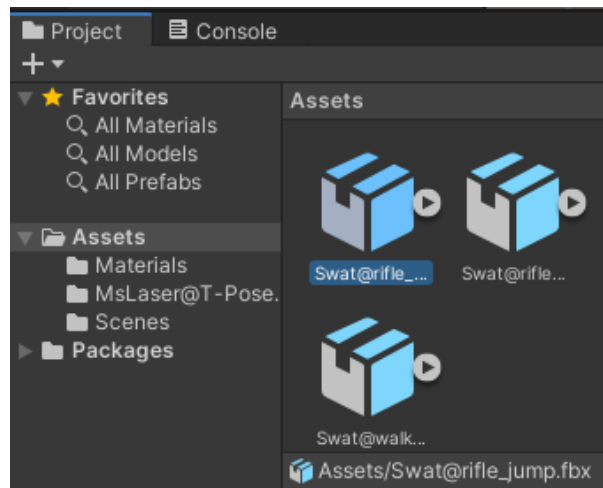 Project
Console
Favorites
All Materials
All Models
All Prefabs
Assets
Materials
MsLaser@T-Pose.
Scenes
Packages
Assets
Swat@rifle_...
Swat@rifle...
Swat@walk...
Assets/Swat@rifle_jump.fbx